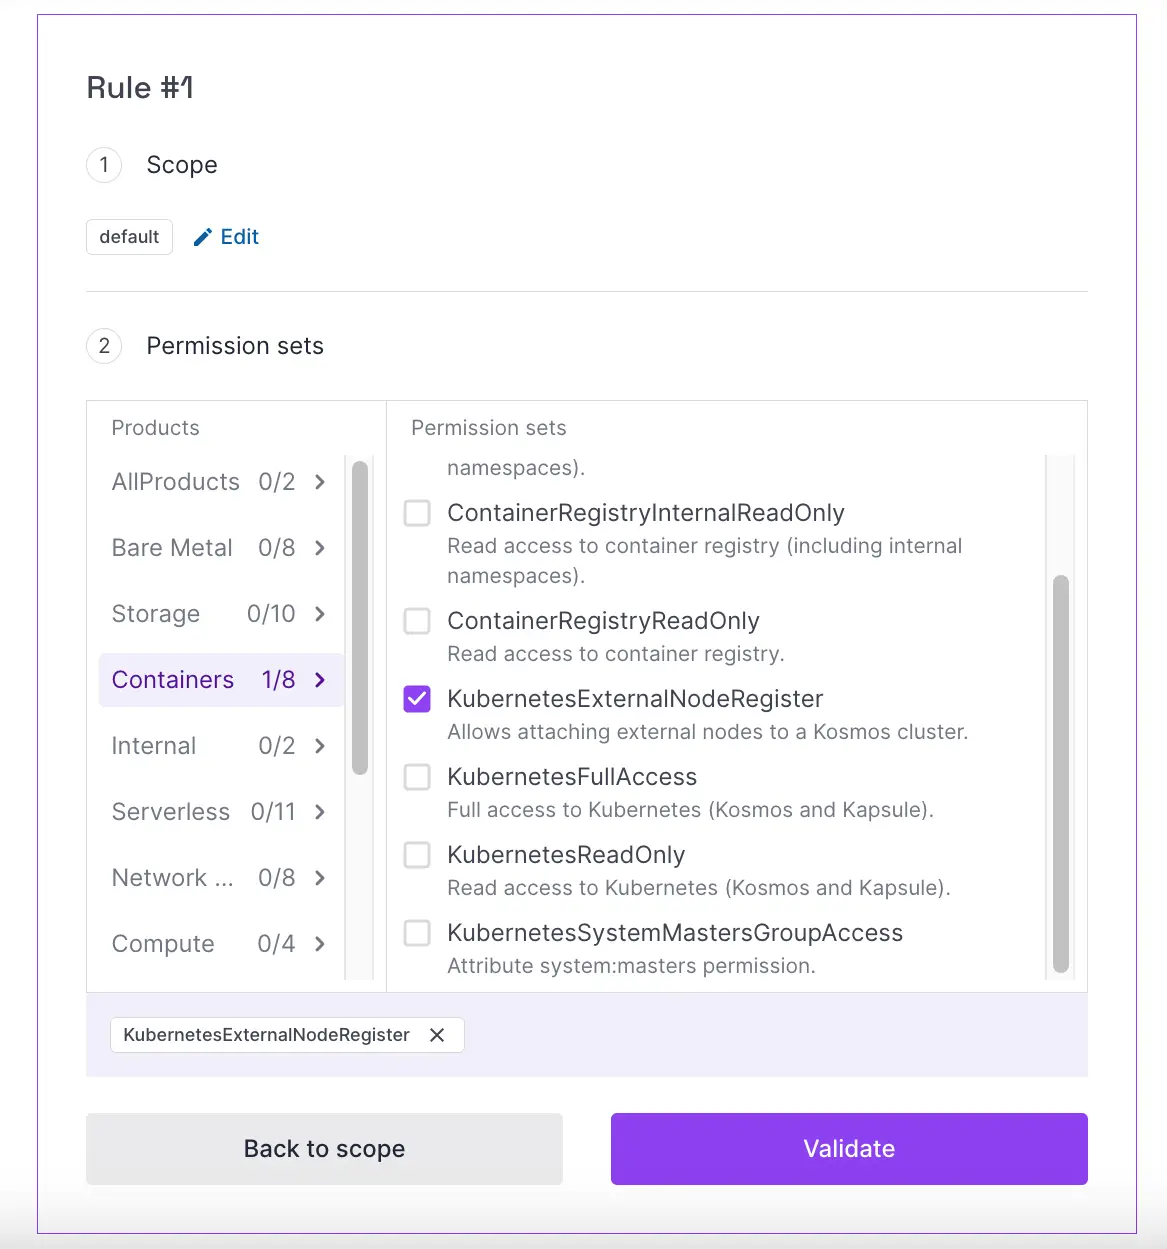 Rule #1
1 Scope
default Edit
2 Permission sets
Products
AllProducts 0/2
Bare Metal 0/8
Storage 0/10
Containers 1/8
Internal 0/2
Serverless 0/11
Network ... 0/8
Compute 0/4
Permission sets
namespaces).
ContainerRegistryInternalReadOnly
Read access to container registry (including internal
namespaces).
ContainerRegistryReadOnly
Read access to container registry.
KubernetesExternalNodeRegister
Allows attaching external nodes to a Kosmos cluster.
KubernetesFullAccess
Full access to Kubernetes (Kosmos and Kapsule).
KubernetesReadOnly
Read access to Kubernetes (Kosmos and Kapsule).
KubernetesSystemMastersGroupAccess
Attribute system:masters permission.
KubernetesExternalNodeRegister
Back to scope
Validate